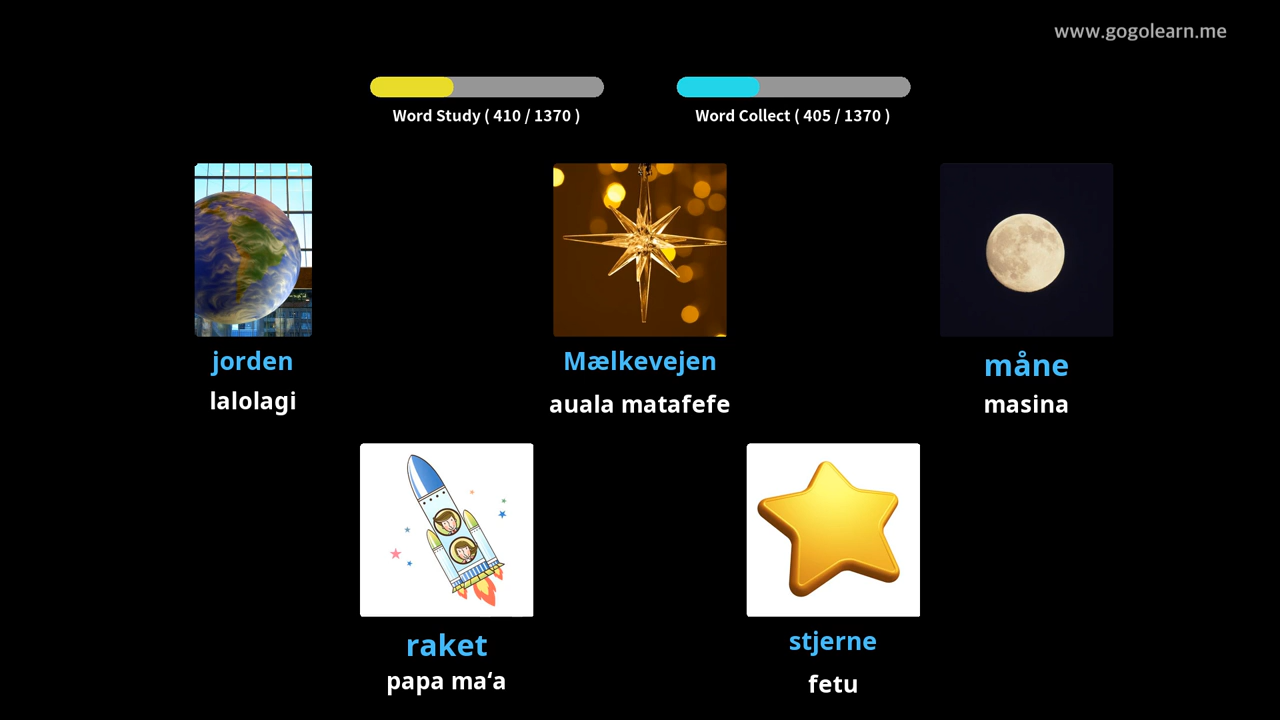 www.gogolearn.me
Word Study ( 410 / 1370 )
Word Collect ( 405 / 1370 )
jorden
lalolagi
Mælkevejen
auala matafefe
måne
masina
raket
papa ma‘a
stjerne
fetu